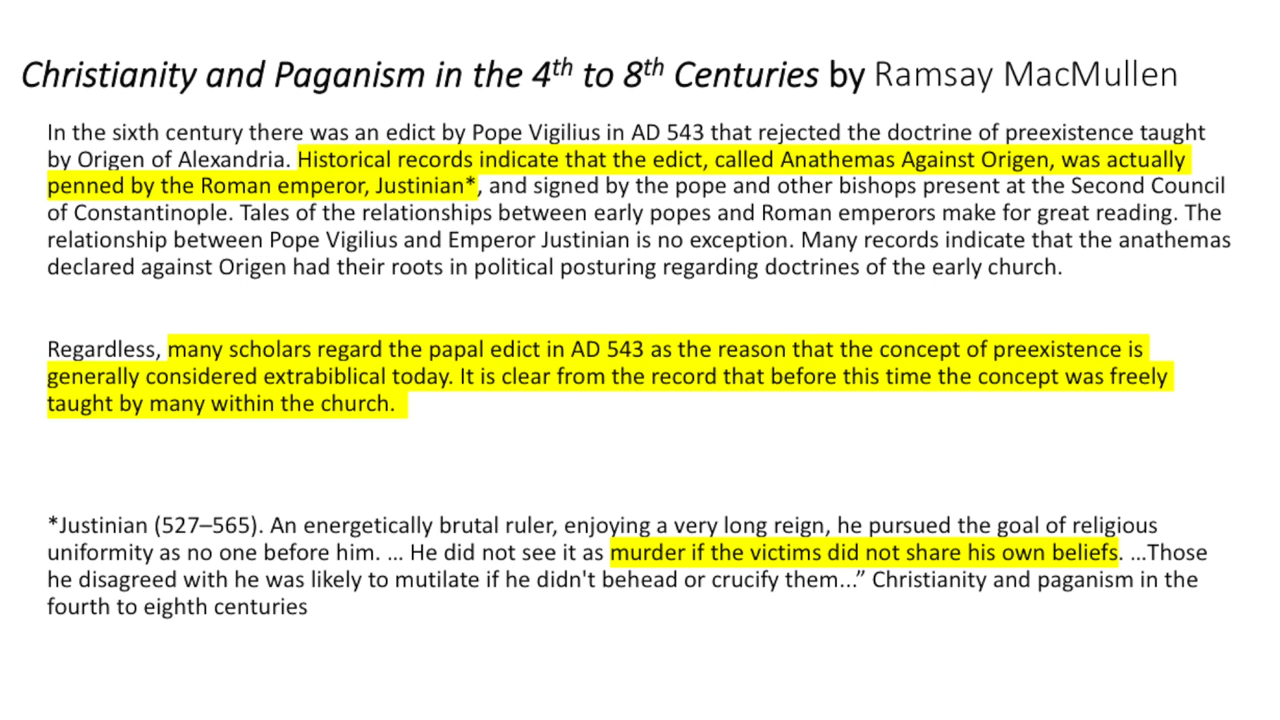 Christianity and Paganism in the 4th to 8th Centuries by Ramsay MacMullen
In the sixth century there was an edict by Pope Vigilius in AD 543 that rejected the doctrine of preexistence taught
by Origen of Alexandria. Historical records indicate that the edict, called Anathemas Against Origen, was actually
penned by the Roman emperor, Justinian*, and signed by the pope and other bishops present at the Second Council
of Constantinople. Tales of the relationships between early popes and Roman emperors make for great reading. The
relationship between Pope Vigilius and Emperor Justinian is no exception. Many records indicate that the anathemas
declared against Origen had their roots in political posturing regarding doctrines of the early church.
Regardless, many scholars regard the papal edict in AD 543 as the reason that the concept of preexistence is
generally considered extrabiblical today. It is clear from the record that before this time the concept was freely
taught by many within the church.
*Justinian (527–565). An energetically brutal ruler, enjoying a very long reign, he pursued the goal of religious
uniformity as no one before him. ... He did not see it as murder if the victims did not share his own beliefs. ...Those
he disagreed with he was likely to mutilate if he didn't behead or crucify them...” Christianity and paganism in the
fourth to eighth centuries